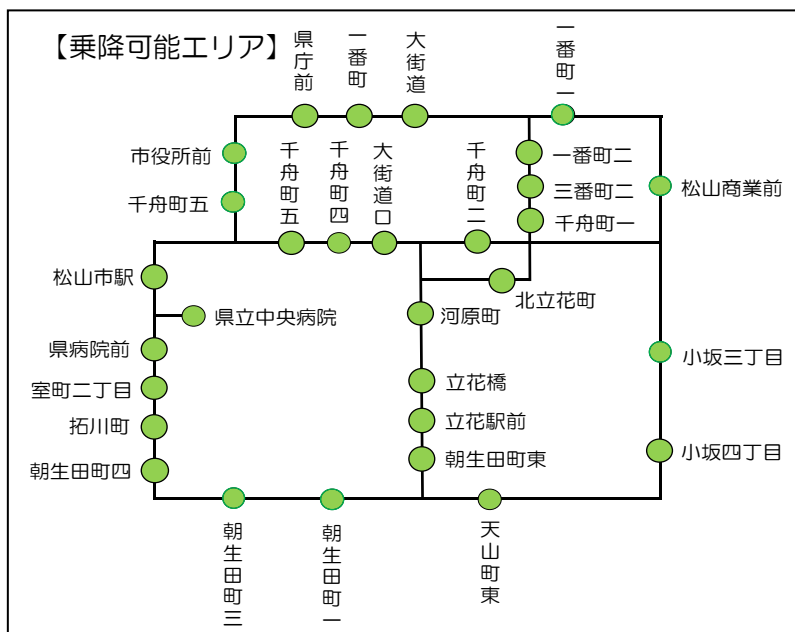 【乗降可能エリア】
県庁前
一番町
大街道
一番町一
市役所前
千舟町五
千舟町五
千舟町四
大街道口
千舟町二
一番町二
三番町二
千舟町一
松山商業前
松山市駅
県立中央病院
北立花町
河原町
県病院前
室町二丁目
拓川町
朝生田町四
立花橋
立花駅前
朝生田町東
小坂三丁目
小坂四丁目
朝生田町三
朝生田町一
天山町東